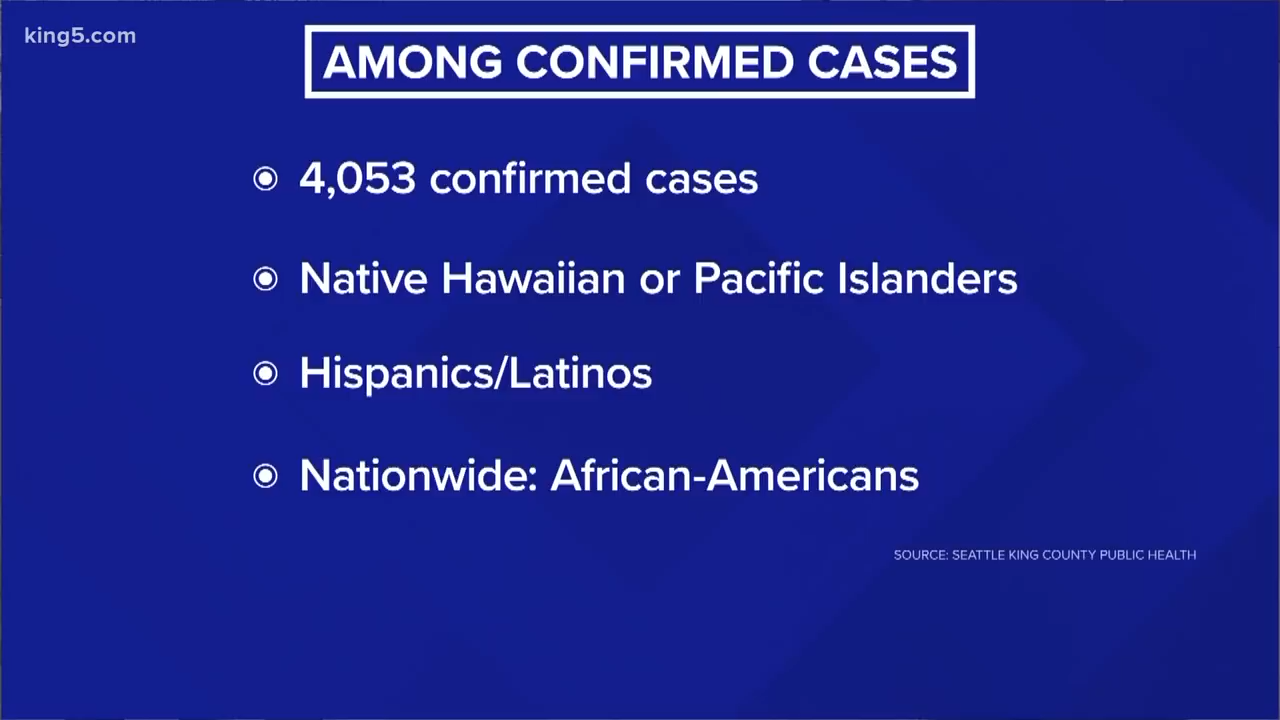 king5.com
AMONG CONFIRMED CASES
4,053 confirmed cases
Native Hawaiian or Pacific Islanders
Hispanics/Latinos
Nationwide: African-Americans
SOURCE: SEATTLE KING COUNTY PUBLIC HEALTH